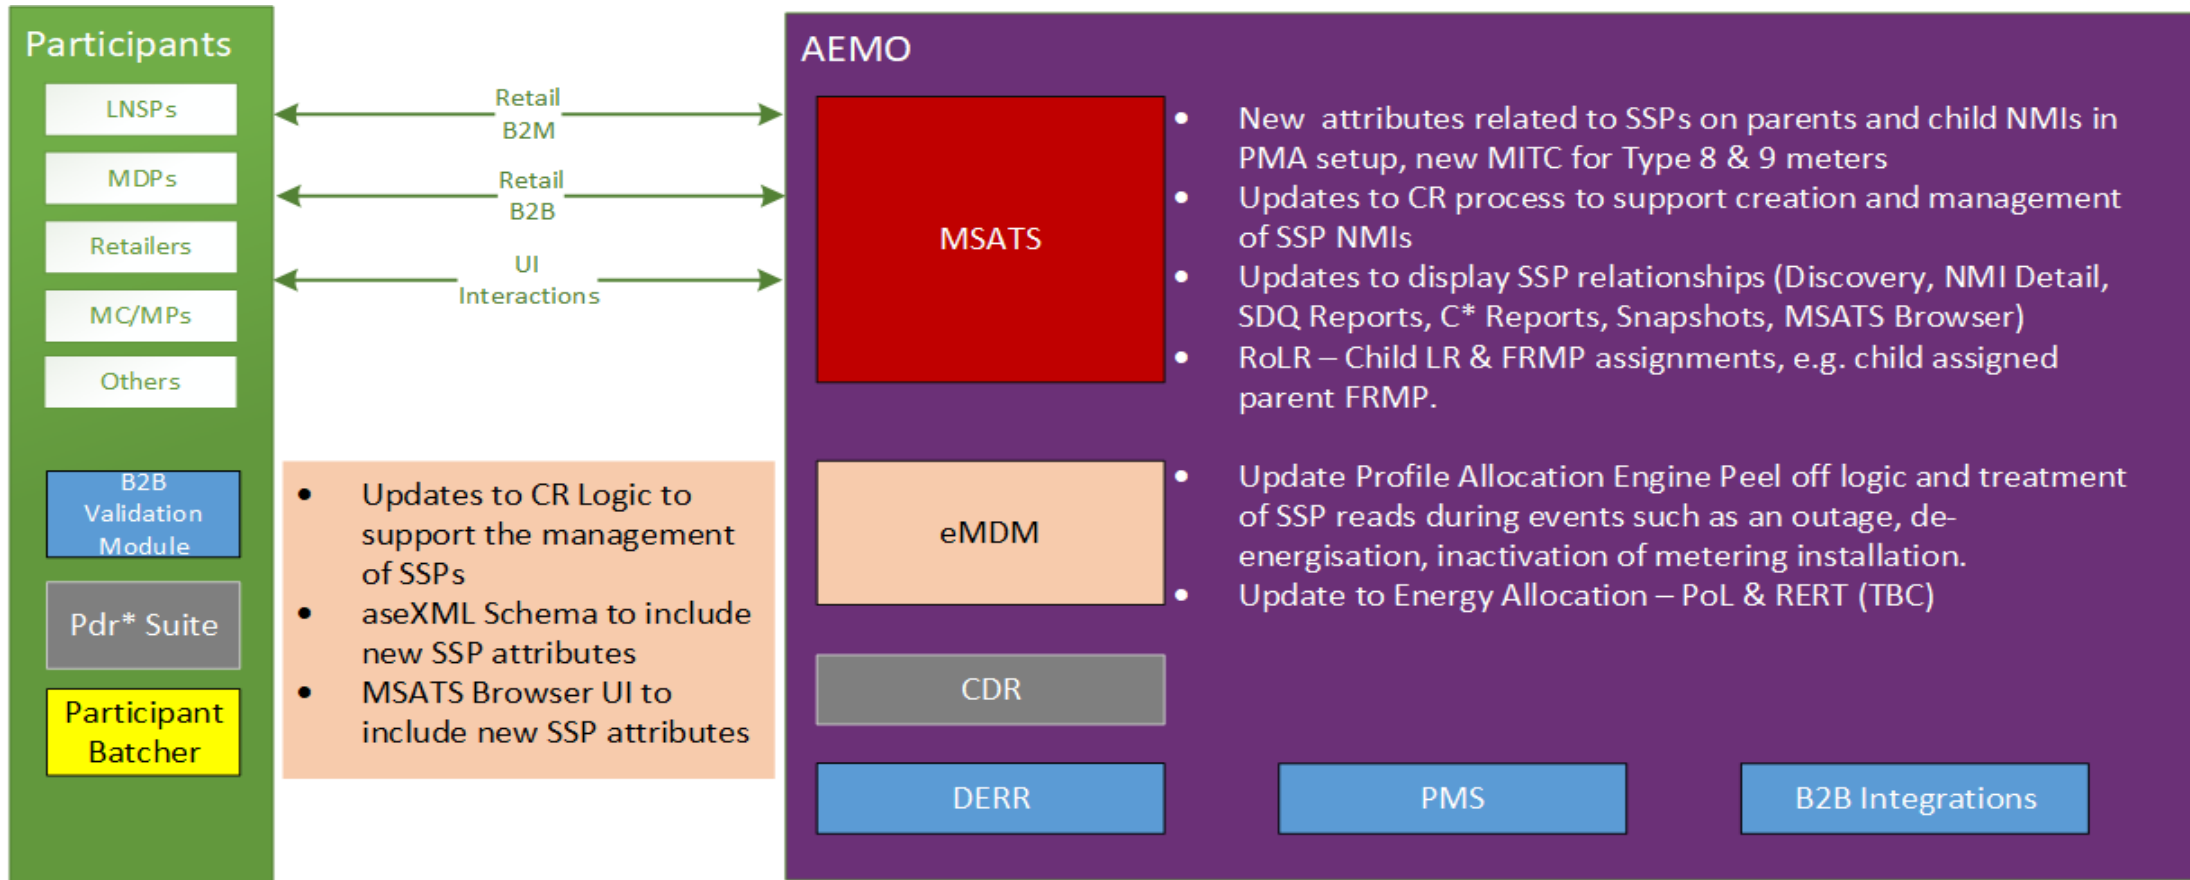 Participants
LNSPs
MDPs
Retailers
MC/MPs
Others
B2B
Validation
Module
Pdr* Suite
Participant
Batcher
Retail
B2M
Retail
B2B
UI
Interactions
• Updates to CR Logic to
support the management
of SSPs
• aseXML Schema to include
new SSP attributes
• MSATS Browser UI to
include new SSP attributes
AEMO
MSATS
• New attributes related to SSPs on parents and child NMIs in
PMA setup, new MITC for Type 8 & 9 meters
• Updates to CR process to support creation and management
of SSP NMIs
• Updates to display SSP relationships (Discovery, NMI Detail,
SDQ Reports, C* Reports, Snapshots, MSATS Browser)
• RoLR – Child LR & FRMP assignments, e.g. child assigned
parent FRMP.
eMDM
• Update Profile Allocation Engine Peel off logic and treatment
of SSP reads during events such as an outage, de-
energisation, inactivation of metering installation.
• Update to Energy Allocation – PoL & RERT (TBC)
CDR
DERR
PMS
B2B Integrations